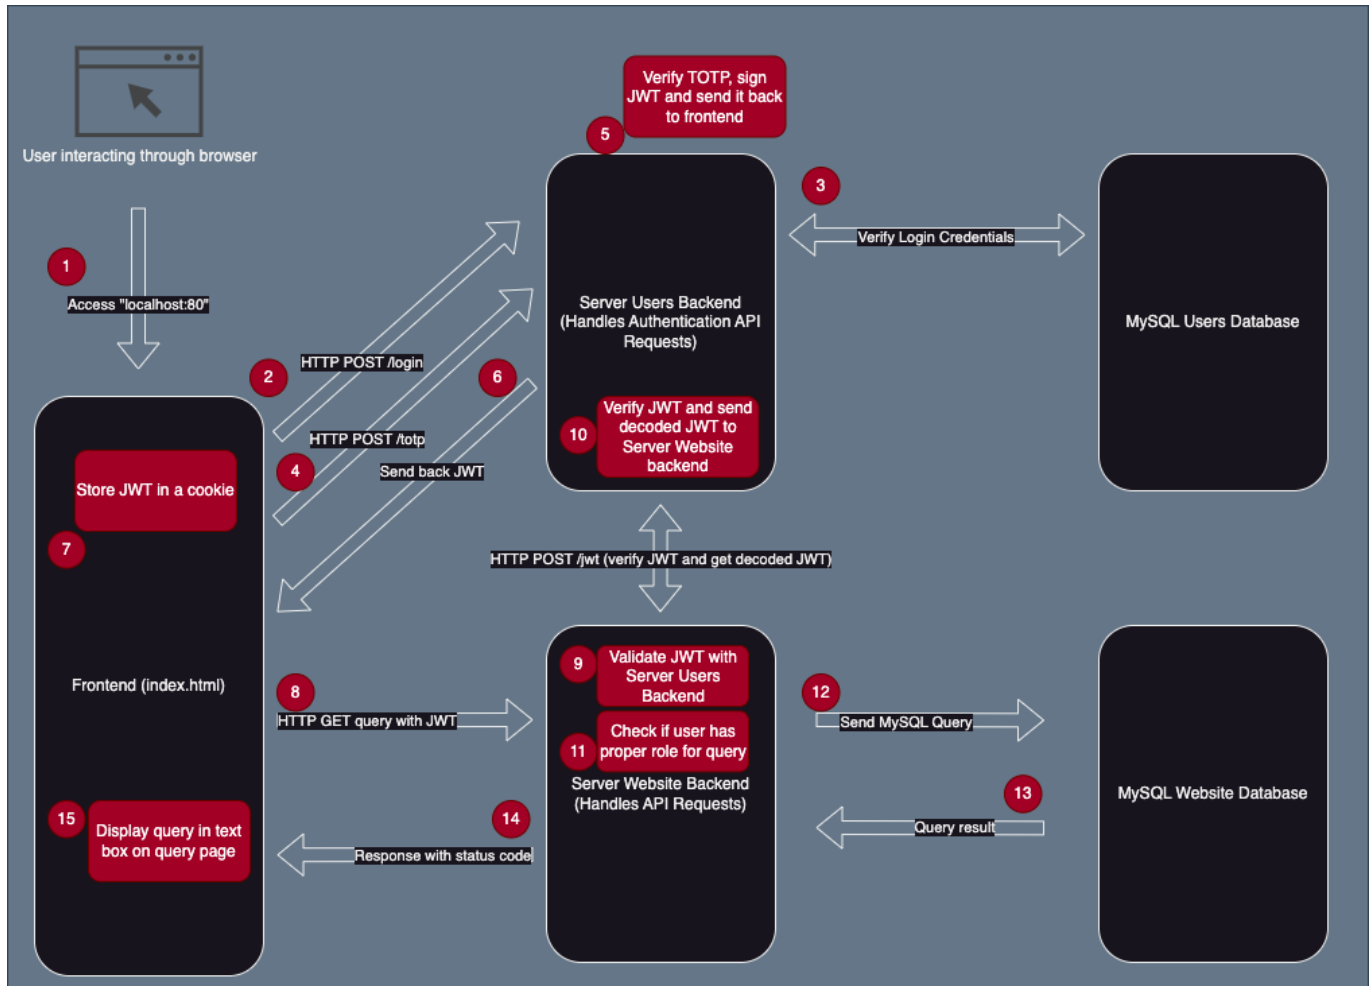 User interacting through browser
1
Access "localhost:80"
Verify TOTP, sign
JWT and send it back
to frontend
5
3
Verify Login Credentials
Server Users Backend
(Handles Authentication API
Requests)
MySQL Users Database
2
HTTP POST /login
6
HTTP POST /totp
4
Send back JWT
10
Verify JWT and send
decoded JWT to
Server Website
backend
Store JWT in a cookie
7
HTTP POST /jwt (verify JWT and get decoded JWT)
Frontend (index.html)
8
HTTP GET query with JWT
9
Validate JWT with
Server Users
Backend
11
Check if user has
proper role for query
Server Website Backend
(Handles API Requests)
12
Send MySQL Query
13
Query result
MySQL Website Database
14
Response with status code
15
Display query in text
box on query page